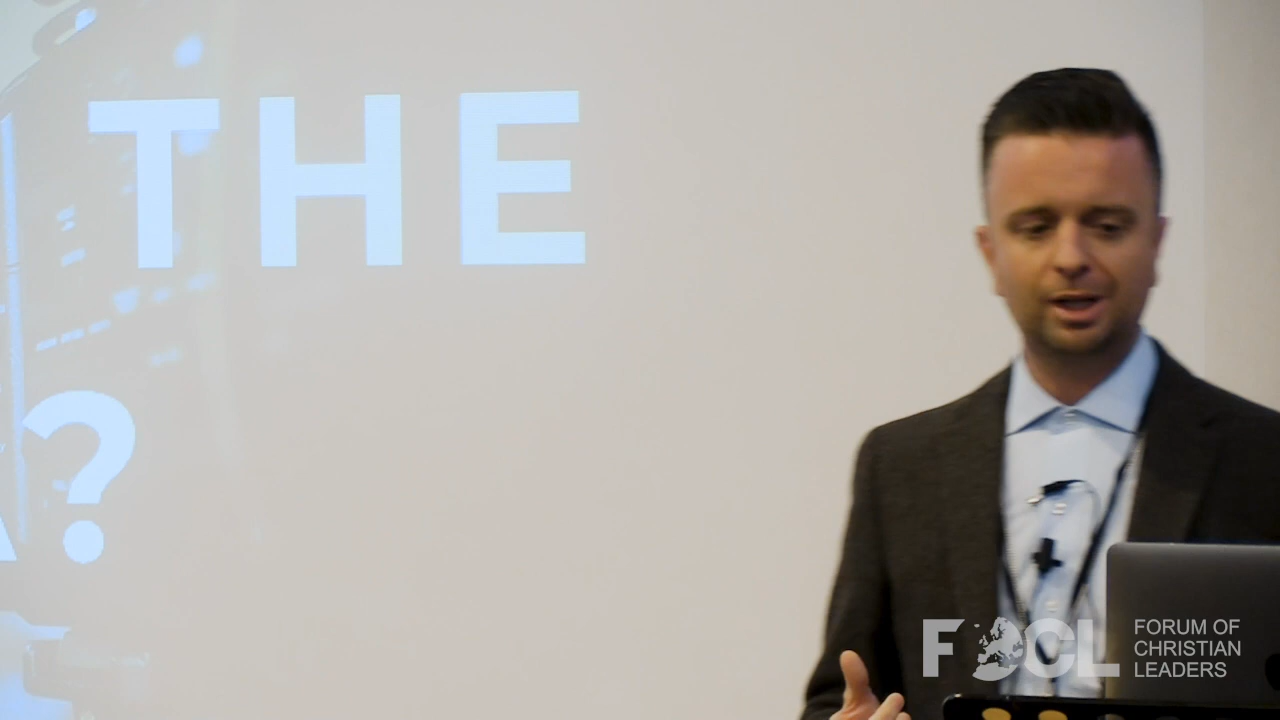 THE
?
FOCL
FORUM OF
CHRISTIAN
LEADERS